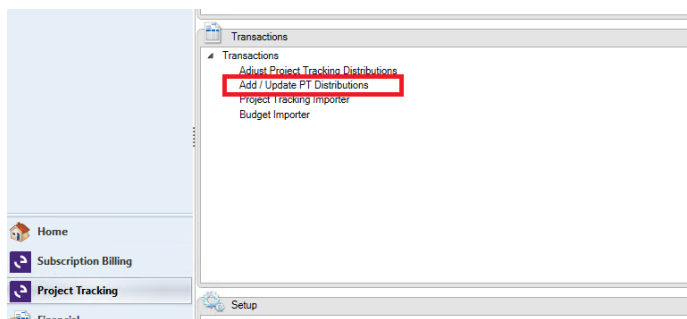 Transactions
Transactions
Adjust Project Tracking Distributions
Add / Update PT Distributions
Project Tracking Importer
Budget Importer
Home
Subscription Billing
Project Tracking
Setup
Financial